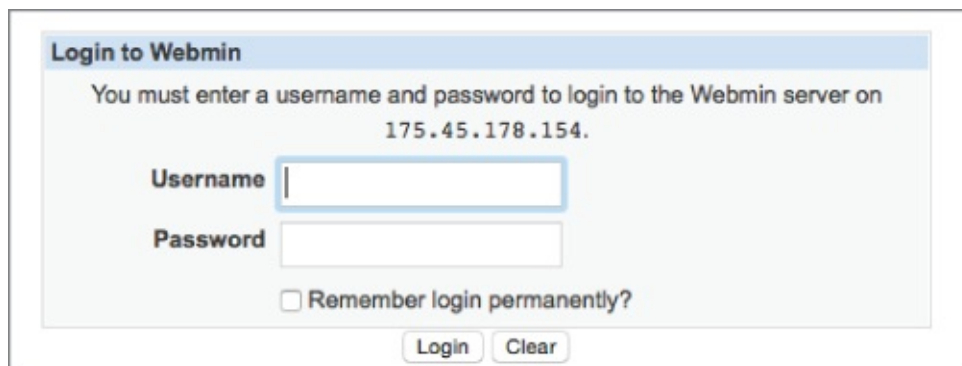 Login to Webmin
You must enter a username and password to login to the Webmin server on
175.45.178.154.
Username
Password
Remember login permanently?
Login Clear